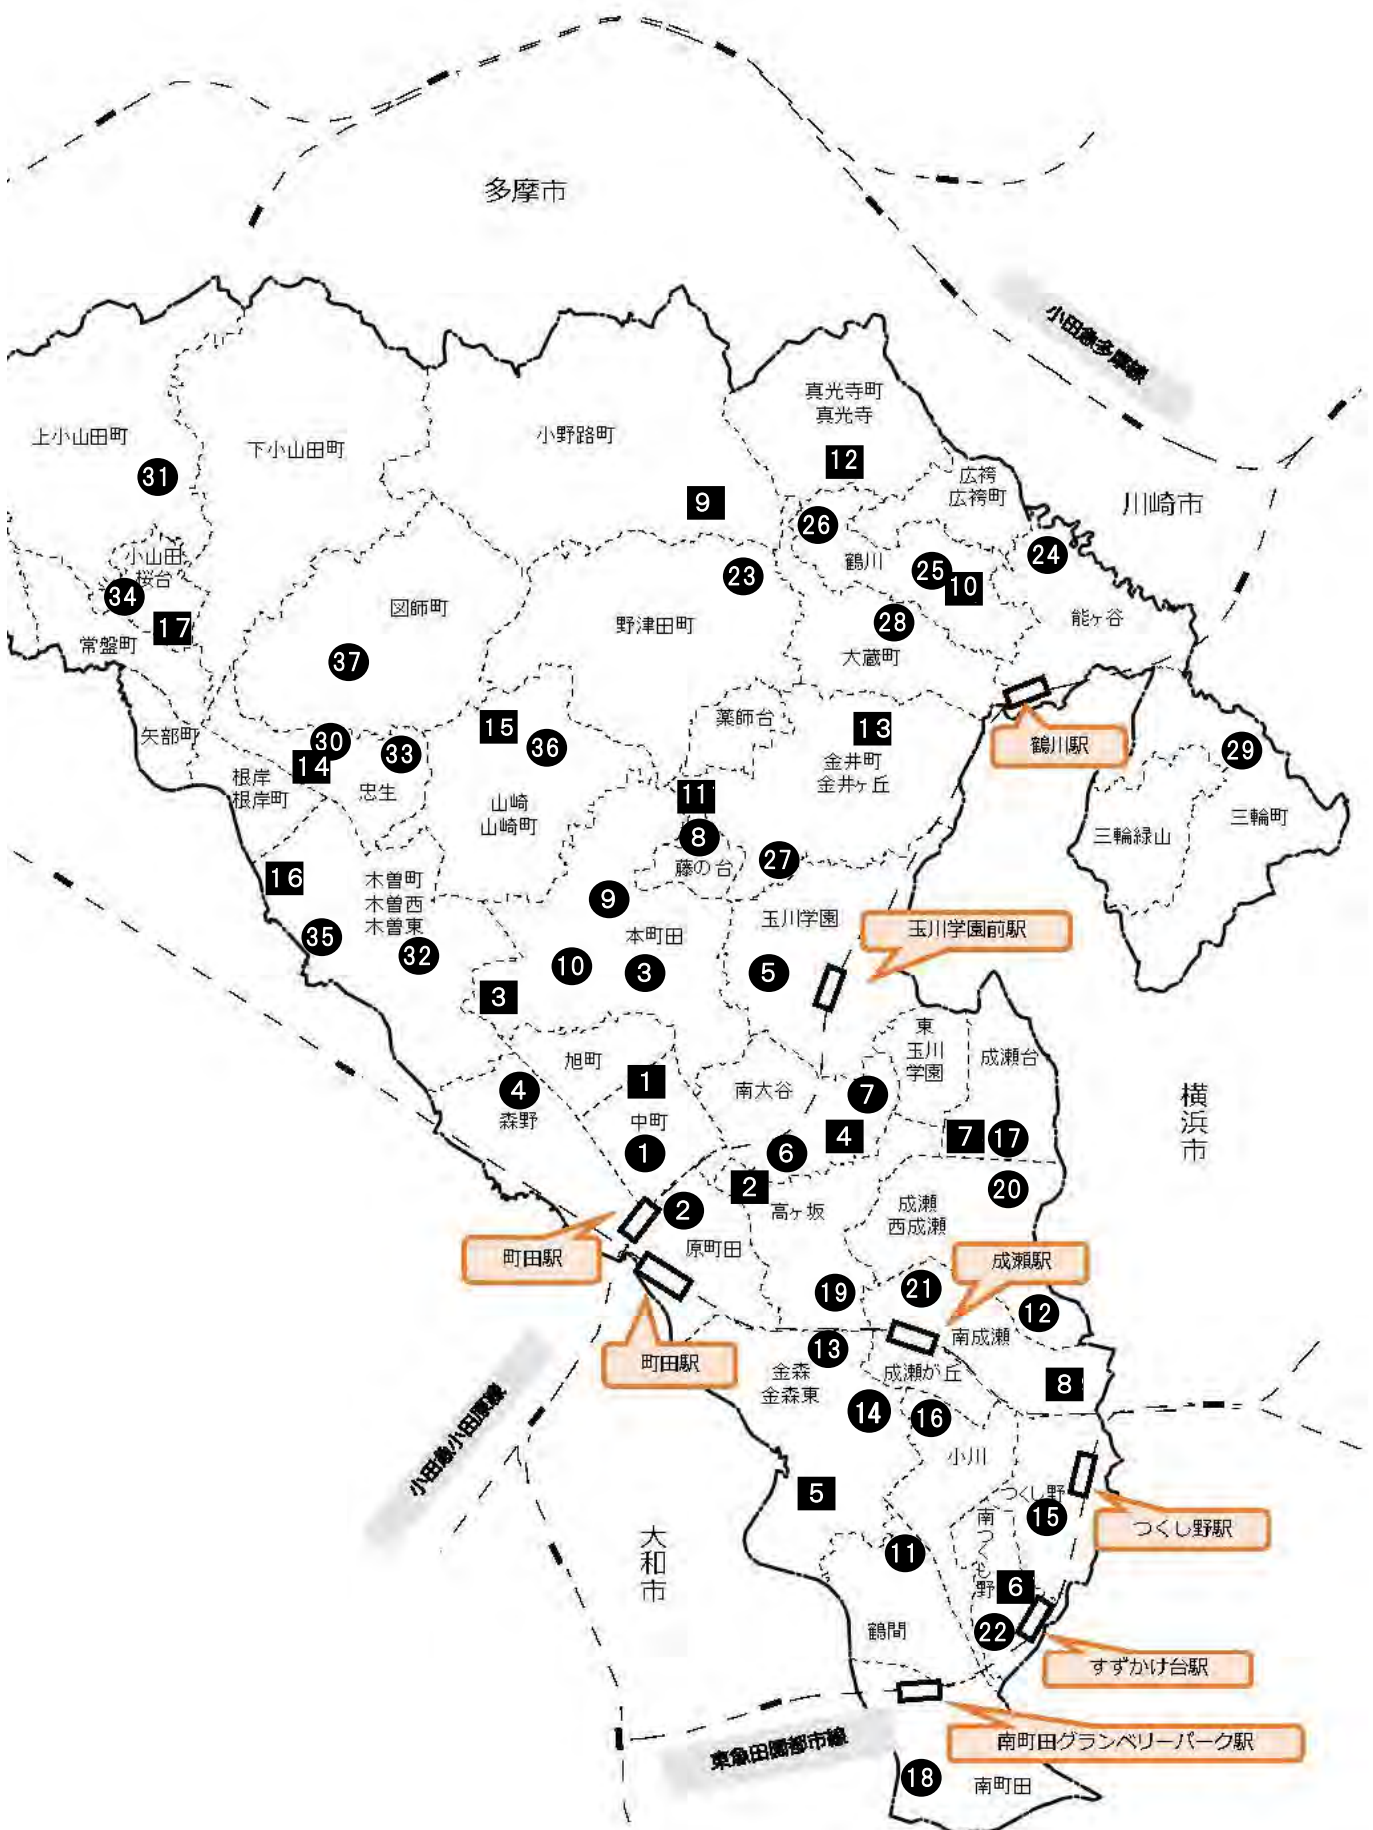 多摩市
小田急多摩線
真光寺町
真光寺
上小山田町
下小山田町
小野路町
12
31
広袴
広袴町
9
川崎市
26
小山田
桜台
鶴川
24
25
23
10
34
図師町
能ヶ谷
17
野津田町
28
常盤町
大蔵町
37
矢部町
15
薬師台
13
30
36
鶴川駅
33
29
14
金井町
金井ヶ丘
根岸
根岸町
忠生
11
山崎
山崎町
三輪町
8
三輪緑山
27
藤の台
16
木曽町
木曽西
木曽東
9
玉川学園
玉川学園前駅
35
本町田
32
10
3
5
3
東
玉川
学園
成瀬台
旭町
4
1
南大谷
7
横浜市
森野
中町
4
7
17
1
6
2
20
成瀬
西成瀬
2
高ヶ坂
原町田
町田駅
成瀬駅
19
21
12
南成瀬
13
町田駅
金森
金森東
成瀬が丘
8
小田急小田原線
14
16
小川
5
つくし野
15
つくし野駅
南つくし野
大和市
11
6
鶴間
22
すずかけ台駅
東急田園都市線
南町田グランベリーパーク駅
18
南町田